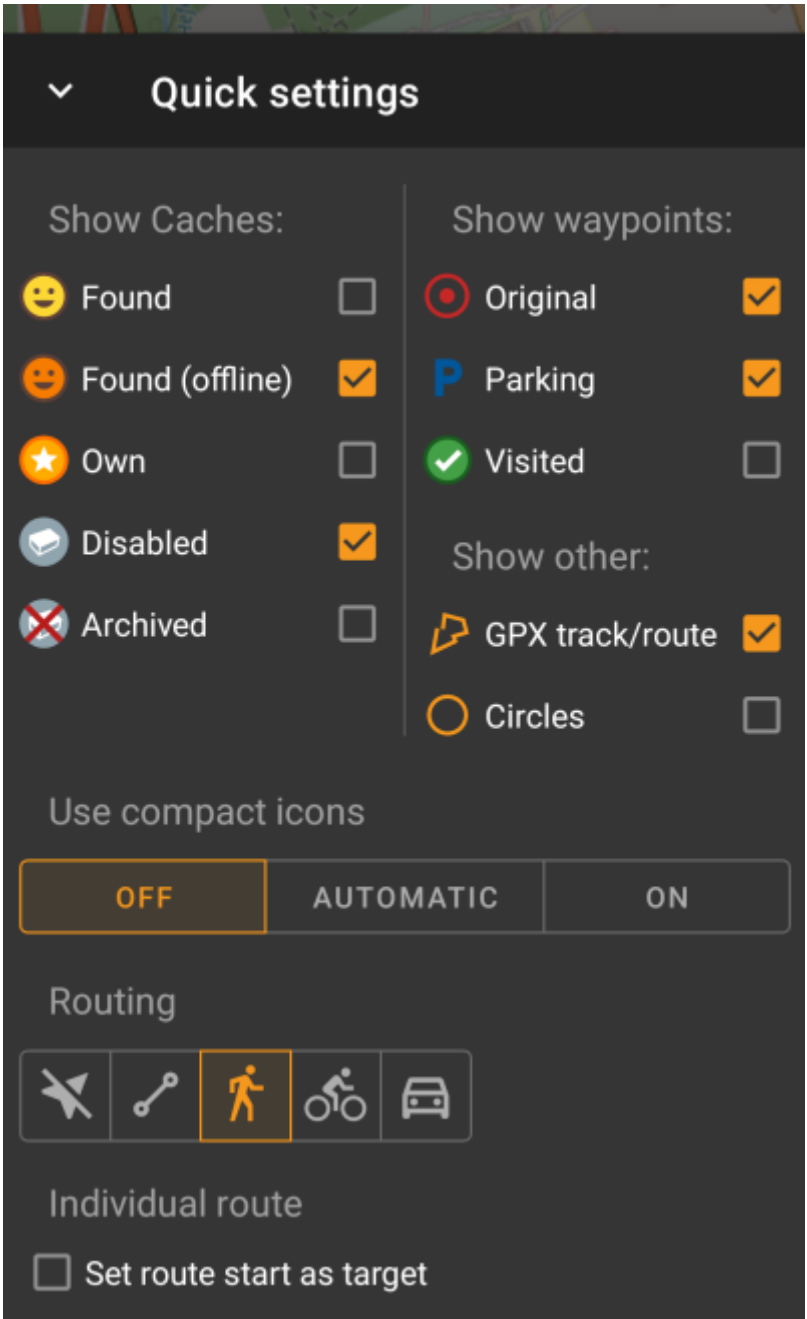 Quick settings
Show Caches:
Found
Found (offline)
Own
Disabled
Archived
Show waypoints:
Original
P Parking
Visited
Show other:
GPX track/route
Circles
Use compact icons
OFF AUTOMATIC ON
Routing
Individual route
Set route start as target